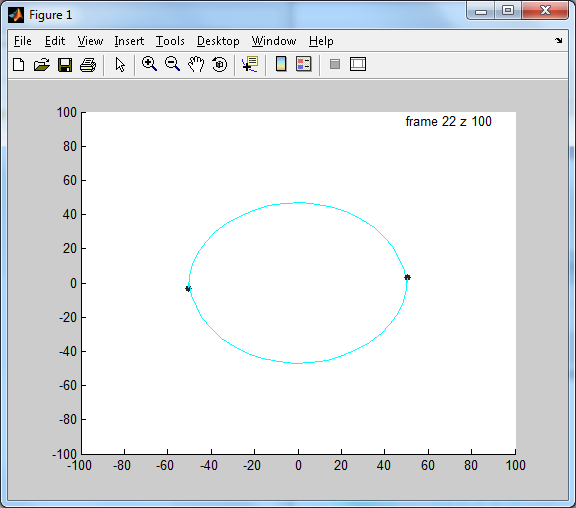 Figure 1
File Edit View Insert Tools Desktop Window Help
frame 22 z 100
100
80
60
40
20
0
-20
-40
-60
-80
-100
-100 -80 -60 -40 -20 0 20 40 60 80 100